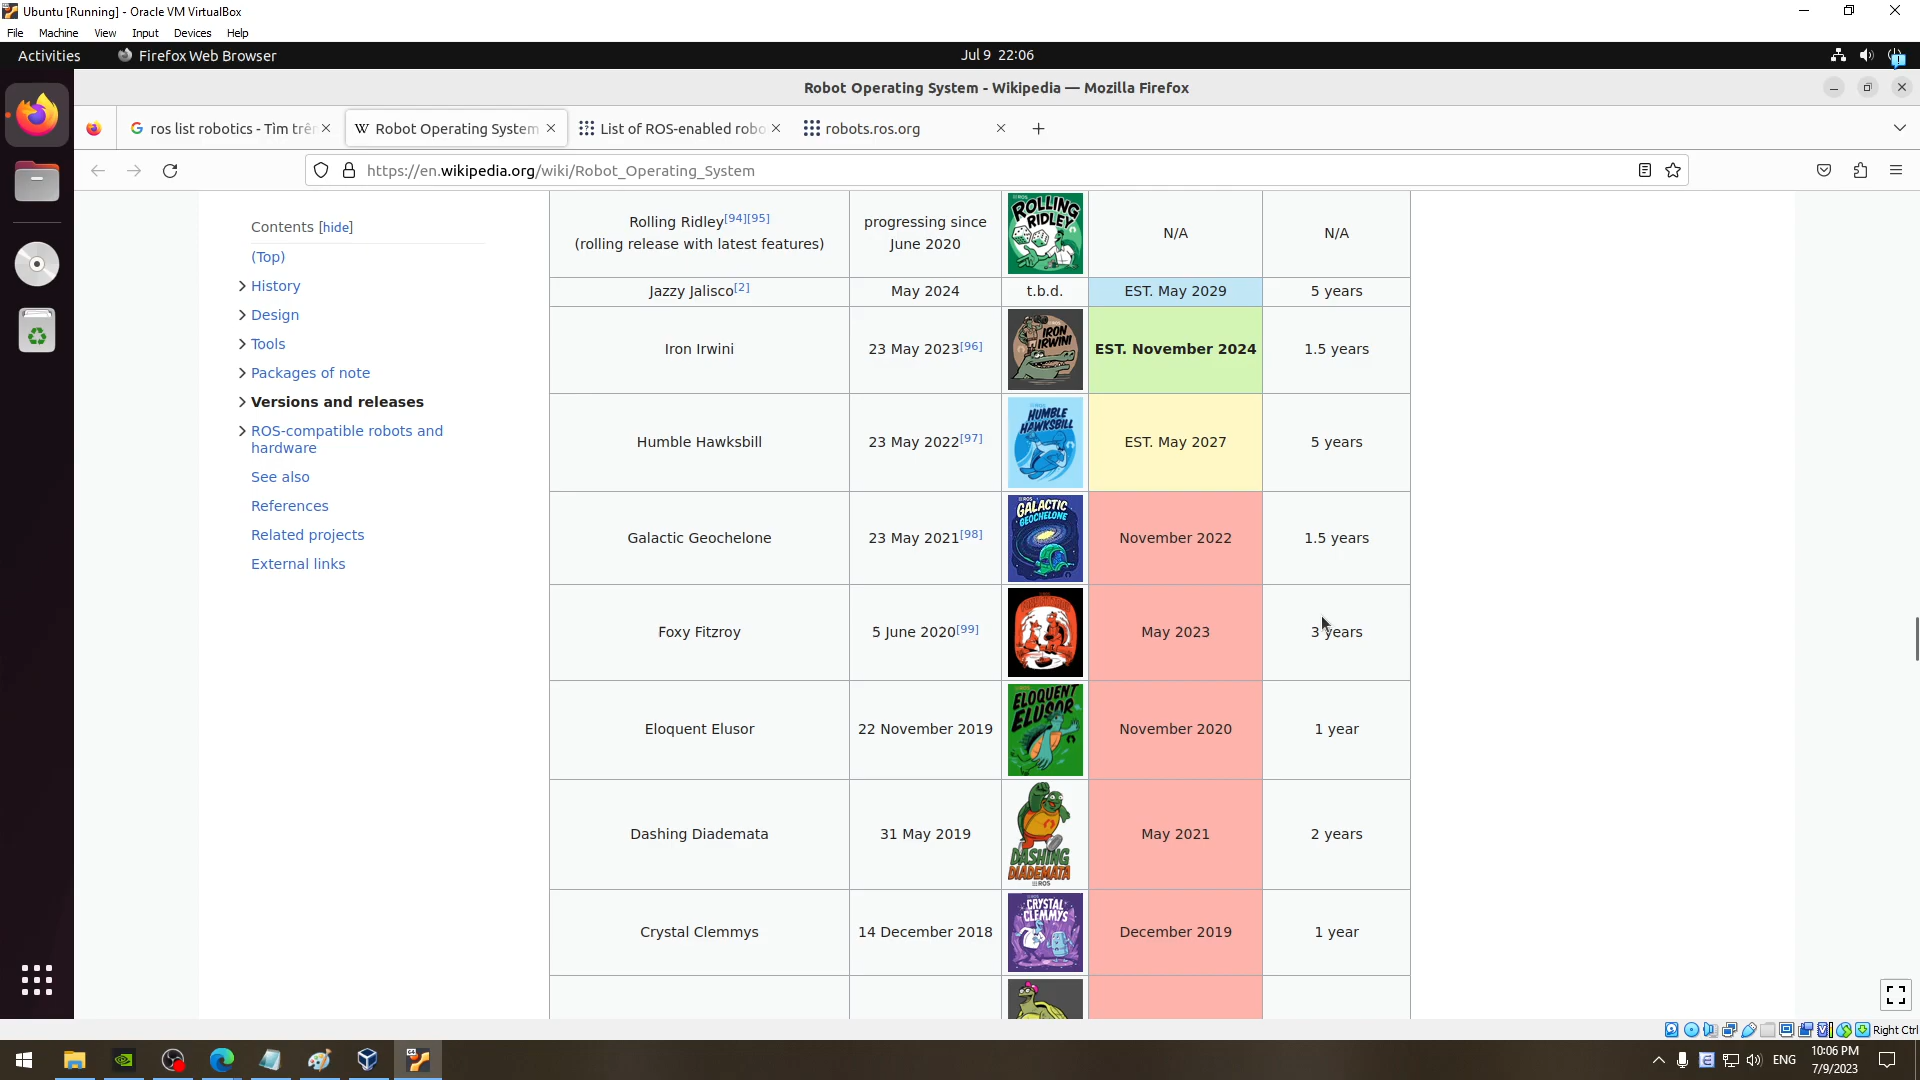 Ubuntu [Running] - Oracle VM VirtualBox
File Machine View Input Devices Help
Activities Firefox Web Browser Jul 9 22:06
Robot Operating System - Wikipedia — Mozilla Firefox
ros list robotics - Tìm trên
Robot Operating System
List of ROS-enabled robo
robots.ros.org
https://en.wikipedia.org/wiki/Robot_Operating_System
Contents [hide]
(Top)
History
Design
Tools
Packages of note
Versions and releases
ROS-compatible robots and
hardware
See also
References
Related projects
External links
Rolling Ridley[94][95]
(rolling release with latest features)
progressing since
June 2020
ROLLING
RIDLEY
N/A
N/A
Jazzy Jalisco[2] May 2024 t.b.d. EST. May 2029 5 years
Iron Irwini 23 May 2023[96]
IRON
IRWINI
EST. November 2024 1.5 years
Humble Hawksbill 23 May 2022[97]
HUMBLE
HAWKSBILL
EST. May 2027 5 years
Galactic Geochelone 23 May 2021[98]
ROS
GALACTIC
GEOCHELONE
November 2022 1.5 years
Foxy Fitzroy 5 June 2020[99] May 2023 3 years
Eloquent Elusor 22 November 2019
ELOQUENT
ELUSOR
November 2020 1 year
Dashing Diademata 31 May 2019
DASHING
DIADEMATA
ROS
May 2021 2 years
Crystal Clemmys 14 December 2018
CRYSTAL
CLEMMYS
December 2019 1 year
Right Ctrl
ENG
10:06 PM
7/9/2023